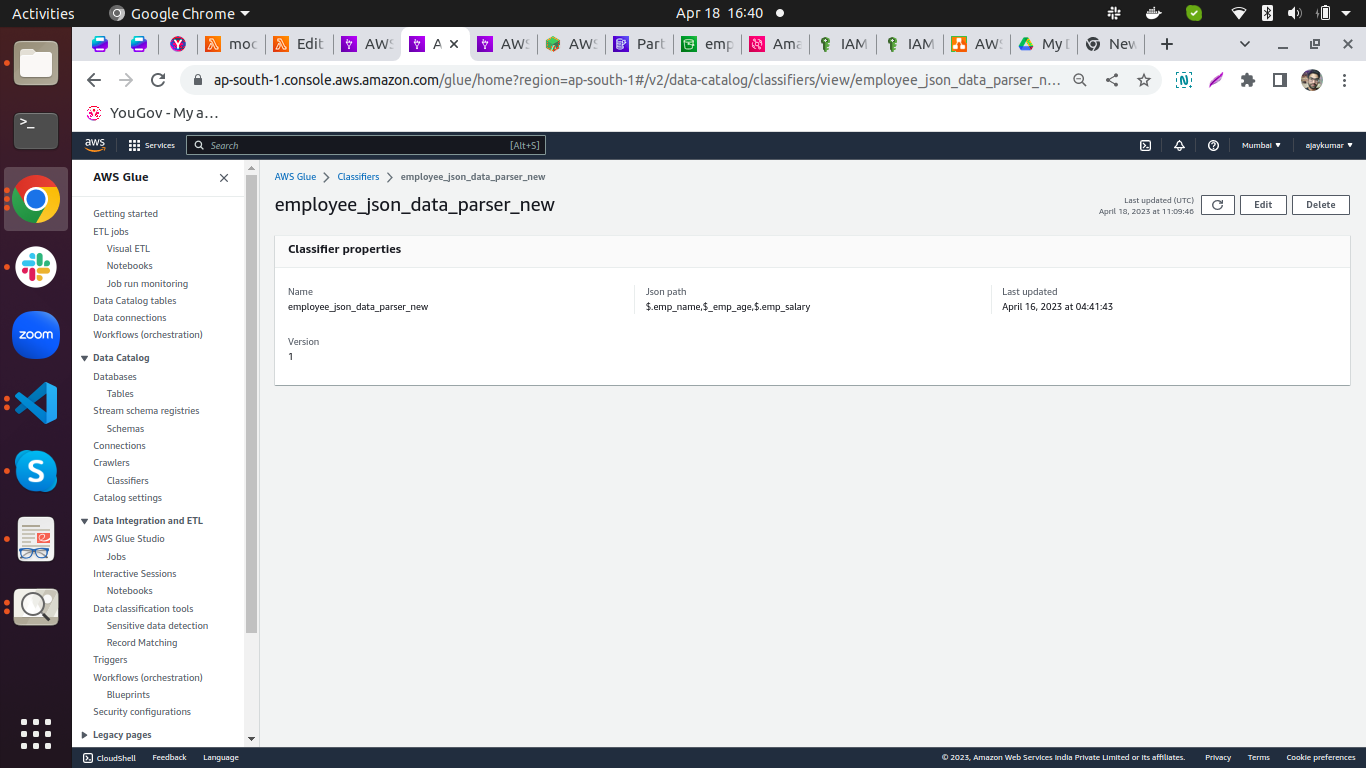 Activities
Google Chrome
Apr 18 16:40
moc
Edit
AWS
A
AWS
AWS
Part
emp
Ama
IAM
IAM
AWS
My D
New
ap-south-1.console.aws.amazon.com/glue/home?region=ap-south-1#/v2/data-catalog/classifiers/view/employee_json_data_parser_n...
YouGov - My a...
aws
Services
Search
[Alt+S]
Mumbai
ajaykumar
AWS Glue
Getting started
ETL jobs
Visual ETL
Notebooks
Job run monitoring
Data Catalog tables
Data connections
Workflows (orchestration)
Data Catalog
Databases
Tables
Stream schema registries
Schemas
Connections
Crawlers
Classifiers
Catalog settings
Data Integration and ETL
AWS Glue Studio
Jobs
Interactive Sessions
Notebooks
Data classification tools
Sensitive data detection
Record Matching
Triggers
Workflows (orchestration)
Blueprints
Security configurations
Legacy pages
AWS Glue
Classifiers
employee_json_data_parser_new
employee_json_data_parser_new
Last updated (UTC)
April 18, 2023 at 11:09:46
Edit
Delete
Classifier properties
Name
employee_json_data_parser_new
Json path
$.emp_name,$_emp_age,$.emp_salary
Last updated
April 16, 2023 at 04:41:43
Version
1
zoom
CloudShell
Feedback
Language
© 2023, Amazon Web Services India Private Limited or its affiliates.
Privacy
Terms
Cookie preferences